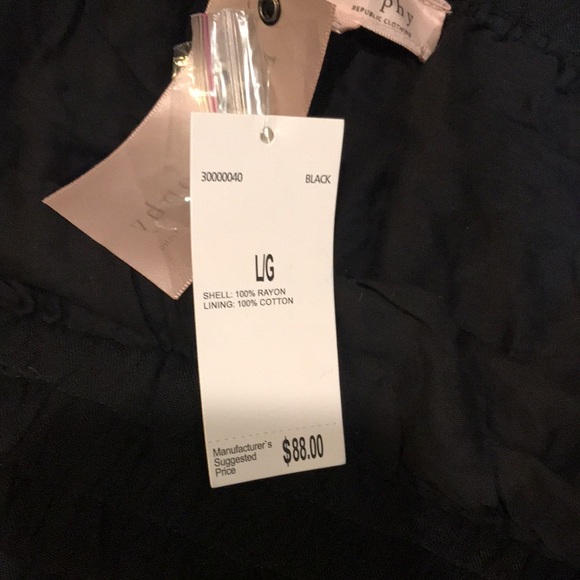 phy
REPUBLIC CLOTHING
30000040 BLACK
L/G
SHELL: 100% RAYON
LINING: 100% COTTON
Manufacturer`s
Suggested
Price
$88.00